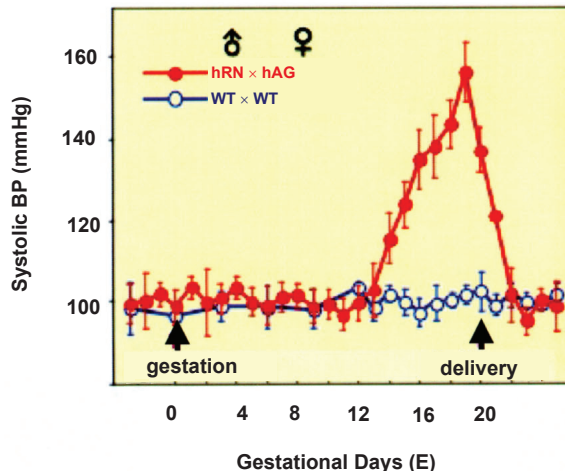 ♂ ♀
hRN × hAG
WT × WT
160
140
120
100
Systolic BP (mmHg)
gestation
delivery
0 4 8 12 16 20
Gestational Days (E)